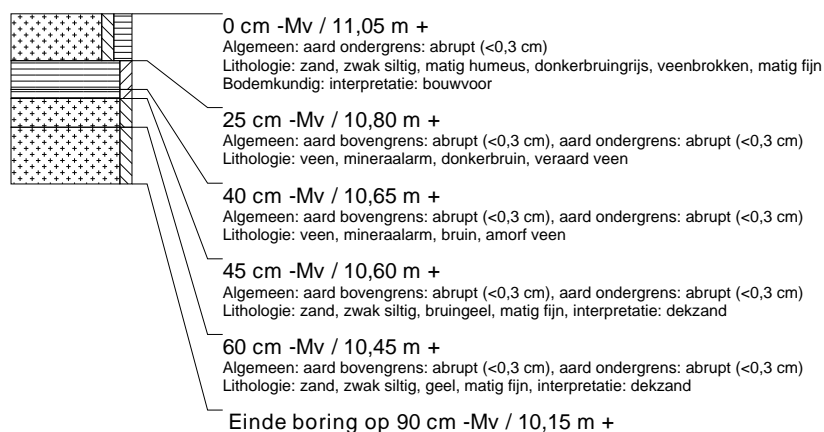 0 cm -Mv / 11,05 m +
Algemeen: aard ondergrens: abrupt (<0,3 cm)
Lithologie: zand, zwak siltig, matig humeus, donkerbruingrijs, veenbrokken, matig fijn
Bodemkundig: interpretatie: bouwvoor
25 cm -Mv / 10,80 m +
Algemeen: aard bovengrens: abrupt (<0,3 cm), aard ondergrens: abrupt (<0,3 cm)
Lithologie: veen, mineraalarm, donkerbruin, veraard veen
40 cm -Mv / 10,65 m +
Algemeen: aard bovengrens: abrupt (<0,3 cm), aard ondergrens: abrupt (<0,3 cm)
Lithologie: veen, mineraalarm, bruin, amorf veen
45 cm -Mv / 10,60 m +
Algemeen: aard bovengrens: abrupt (<0,3 cm), aard ondergrens: abrupt (<0,3 cm)
Lithologie: zand, zwak siltig, bruingeel, matig fijn, interpretatie: dekzand
60 cm -Mv / 10,45 m +
Algemeen: aard bovengrens: abrupt (<0,3 cm), aard ondergrens: abrupt (<0,3 cm)
Lithologie: zand, zwak siltig, geel, matig fijn, interpretatie: dekzand
Einde boring op 90 cm -Mv / 10,15 m +